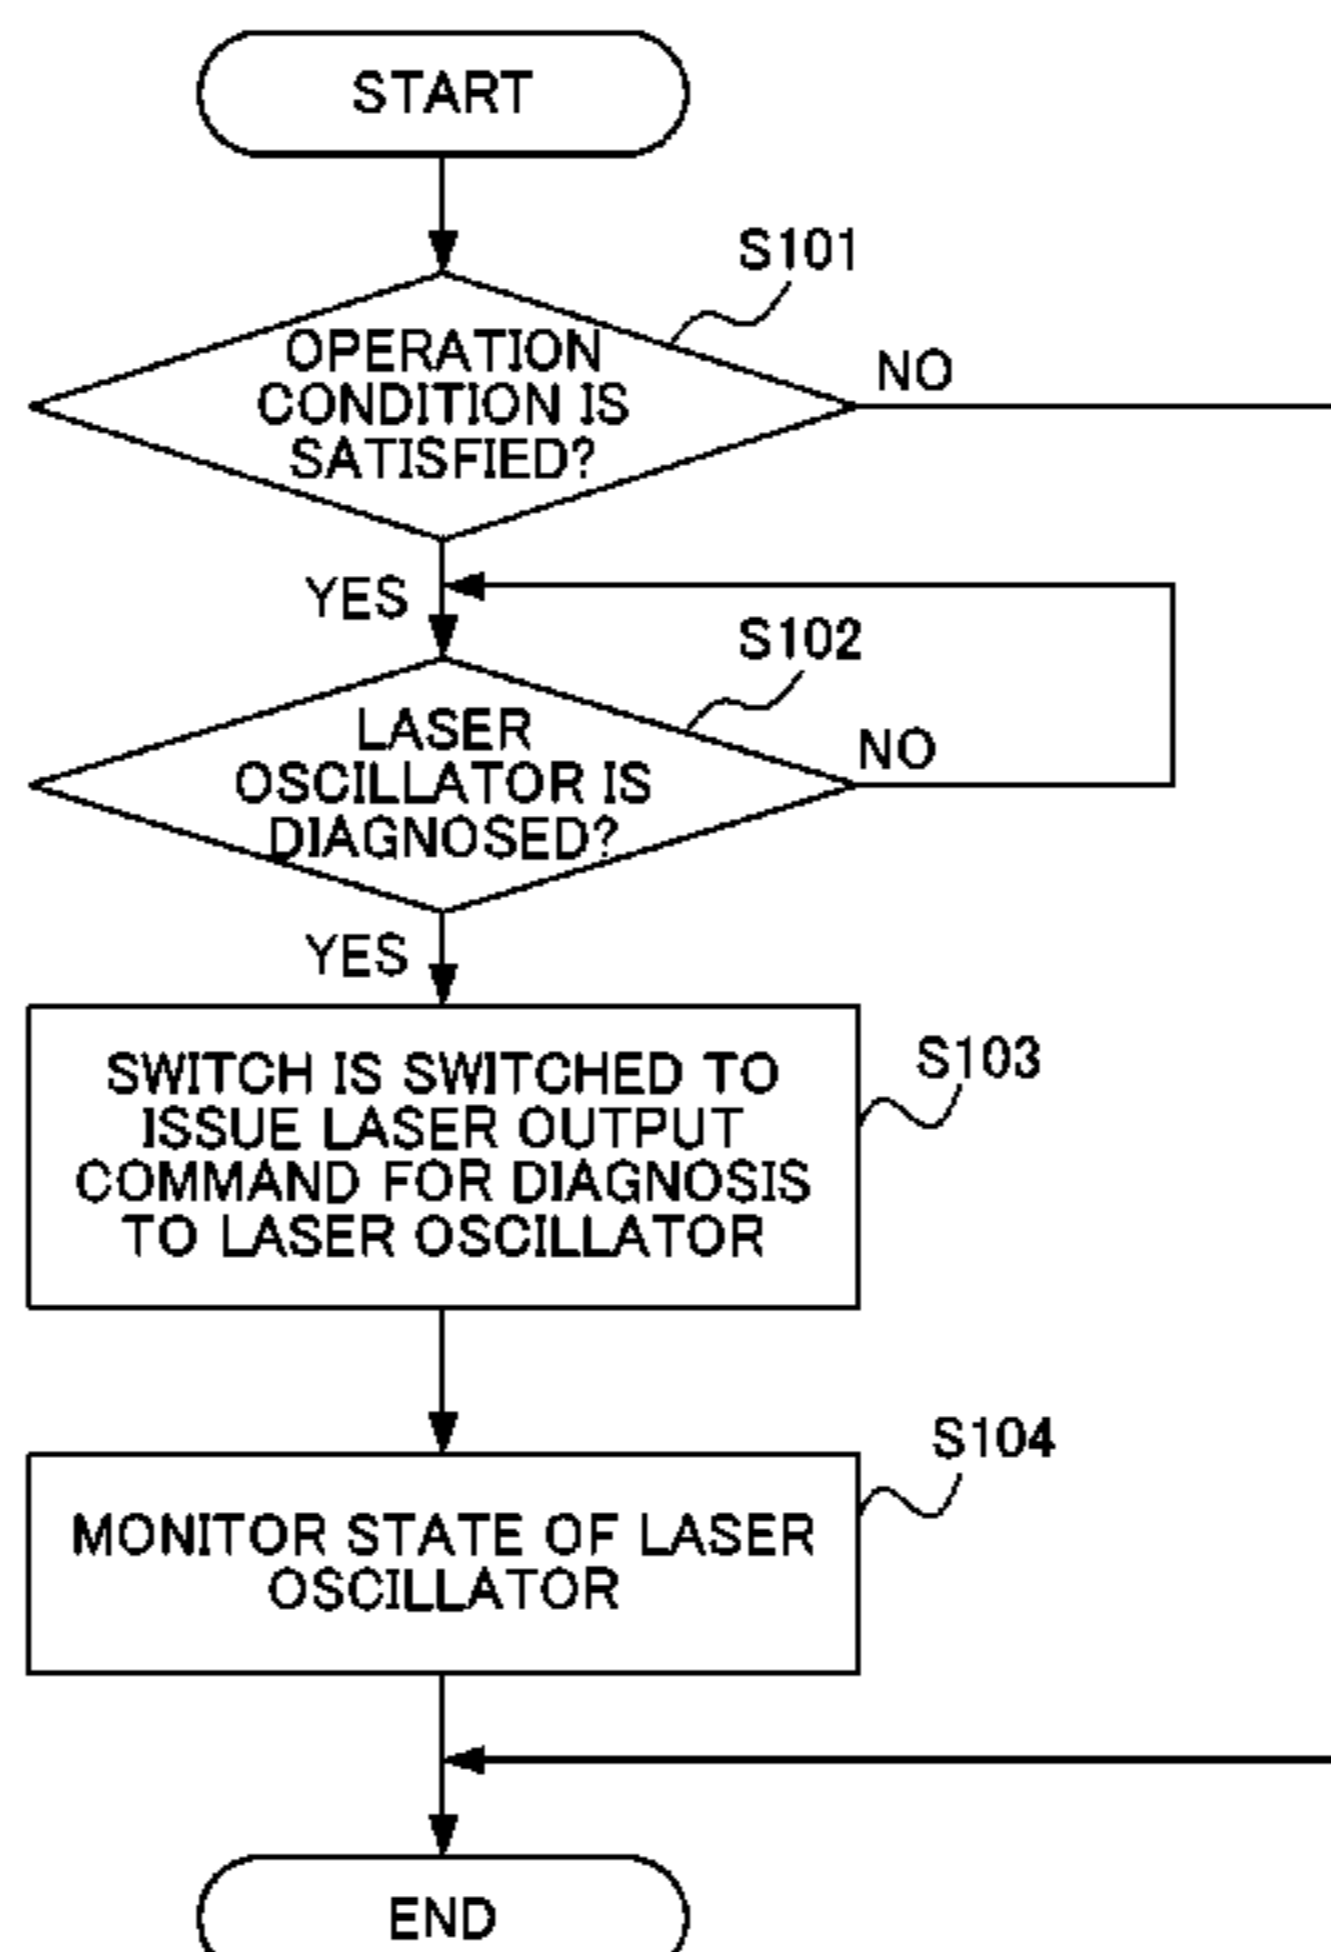 START
S101
OPERATION
CONDITION IS
SATISFIED?
NO
YES
S102
LASER
OSCILLATOR IS
DIAGNOSED?
NO
YES
SWITCH IS SWITCHED TO
ISSUE LASER OUTPUT
COMMAND FOR DIAGNOSIS
TO LASER OSCILLATOR
S103
S104
MONITOR STATE OF LASER
OSCILLATOR
END